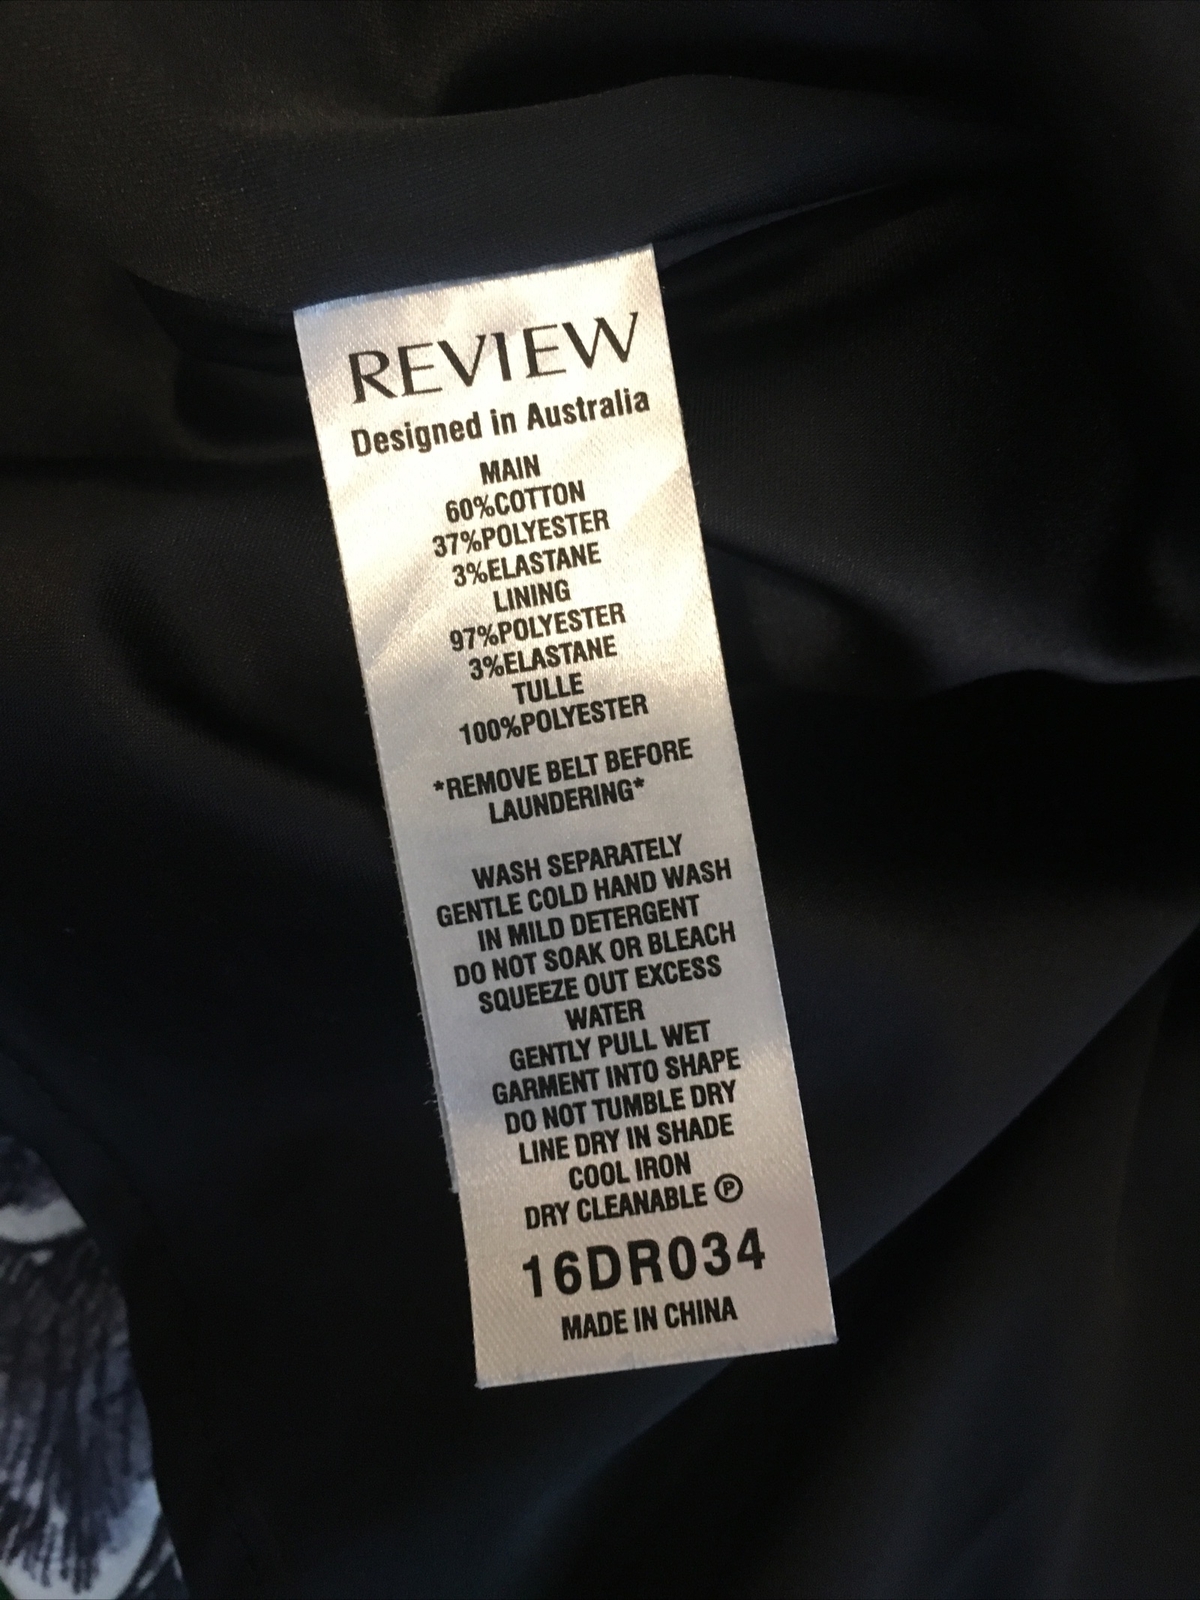 REVIEW
Designed in Australia
MAIN
60%COTTON
37%POLYESTER
3%ELASTANE
LINING
97%POLYESTER
3%ELASTANE
TULLE
100%POLYESTER
*REMOVE BELT BEFORE
LAUNDERING*
WASH SEPARATELY
GENTLE COLD HAND WASH
IN MILD DETERGENT
DO NOT SOAK OR BLEACH
SQUEEZE OUT EXCESS
WATER
GENTLY PULL WET
GARMENT INTO SHAPE
DO NOT TUMBLE DRY
LINE DRY IN SHADE
COOL IRON
DRY CLEANABLE Ⓟ
16DR034
MADE IN CHINA